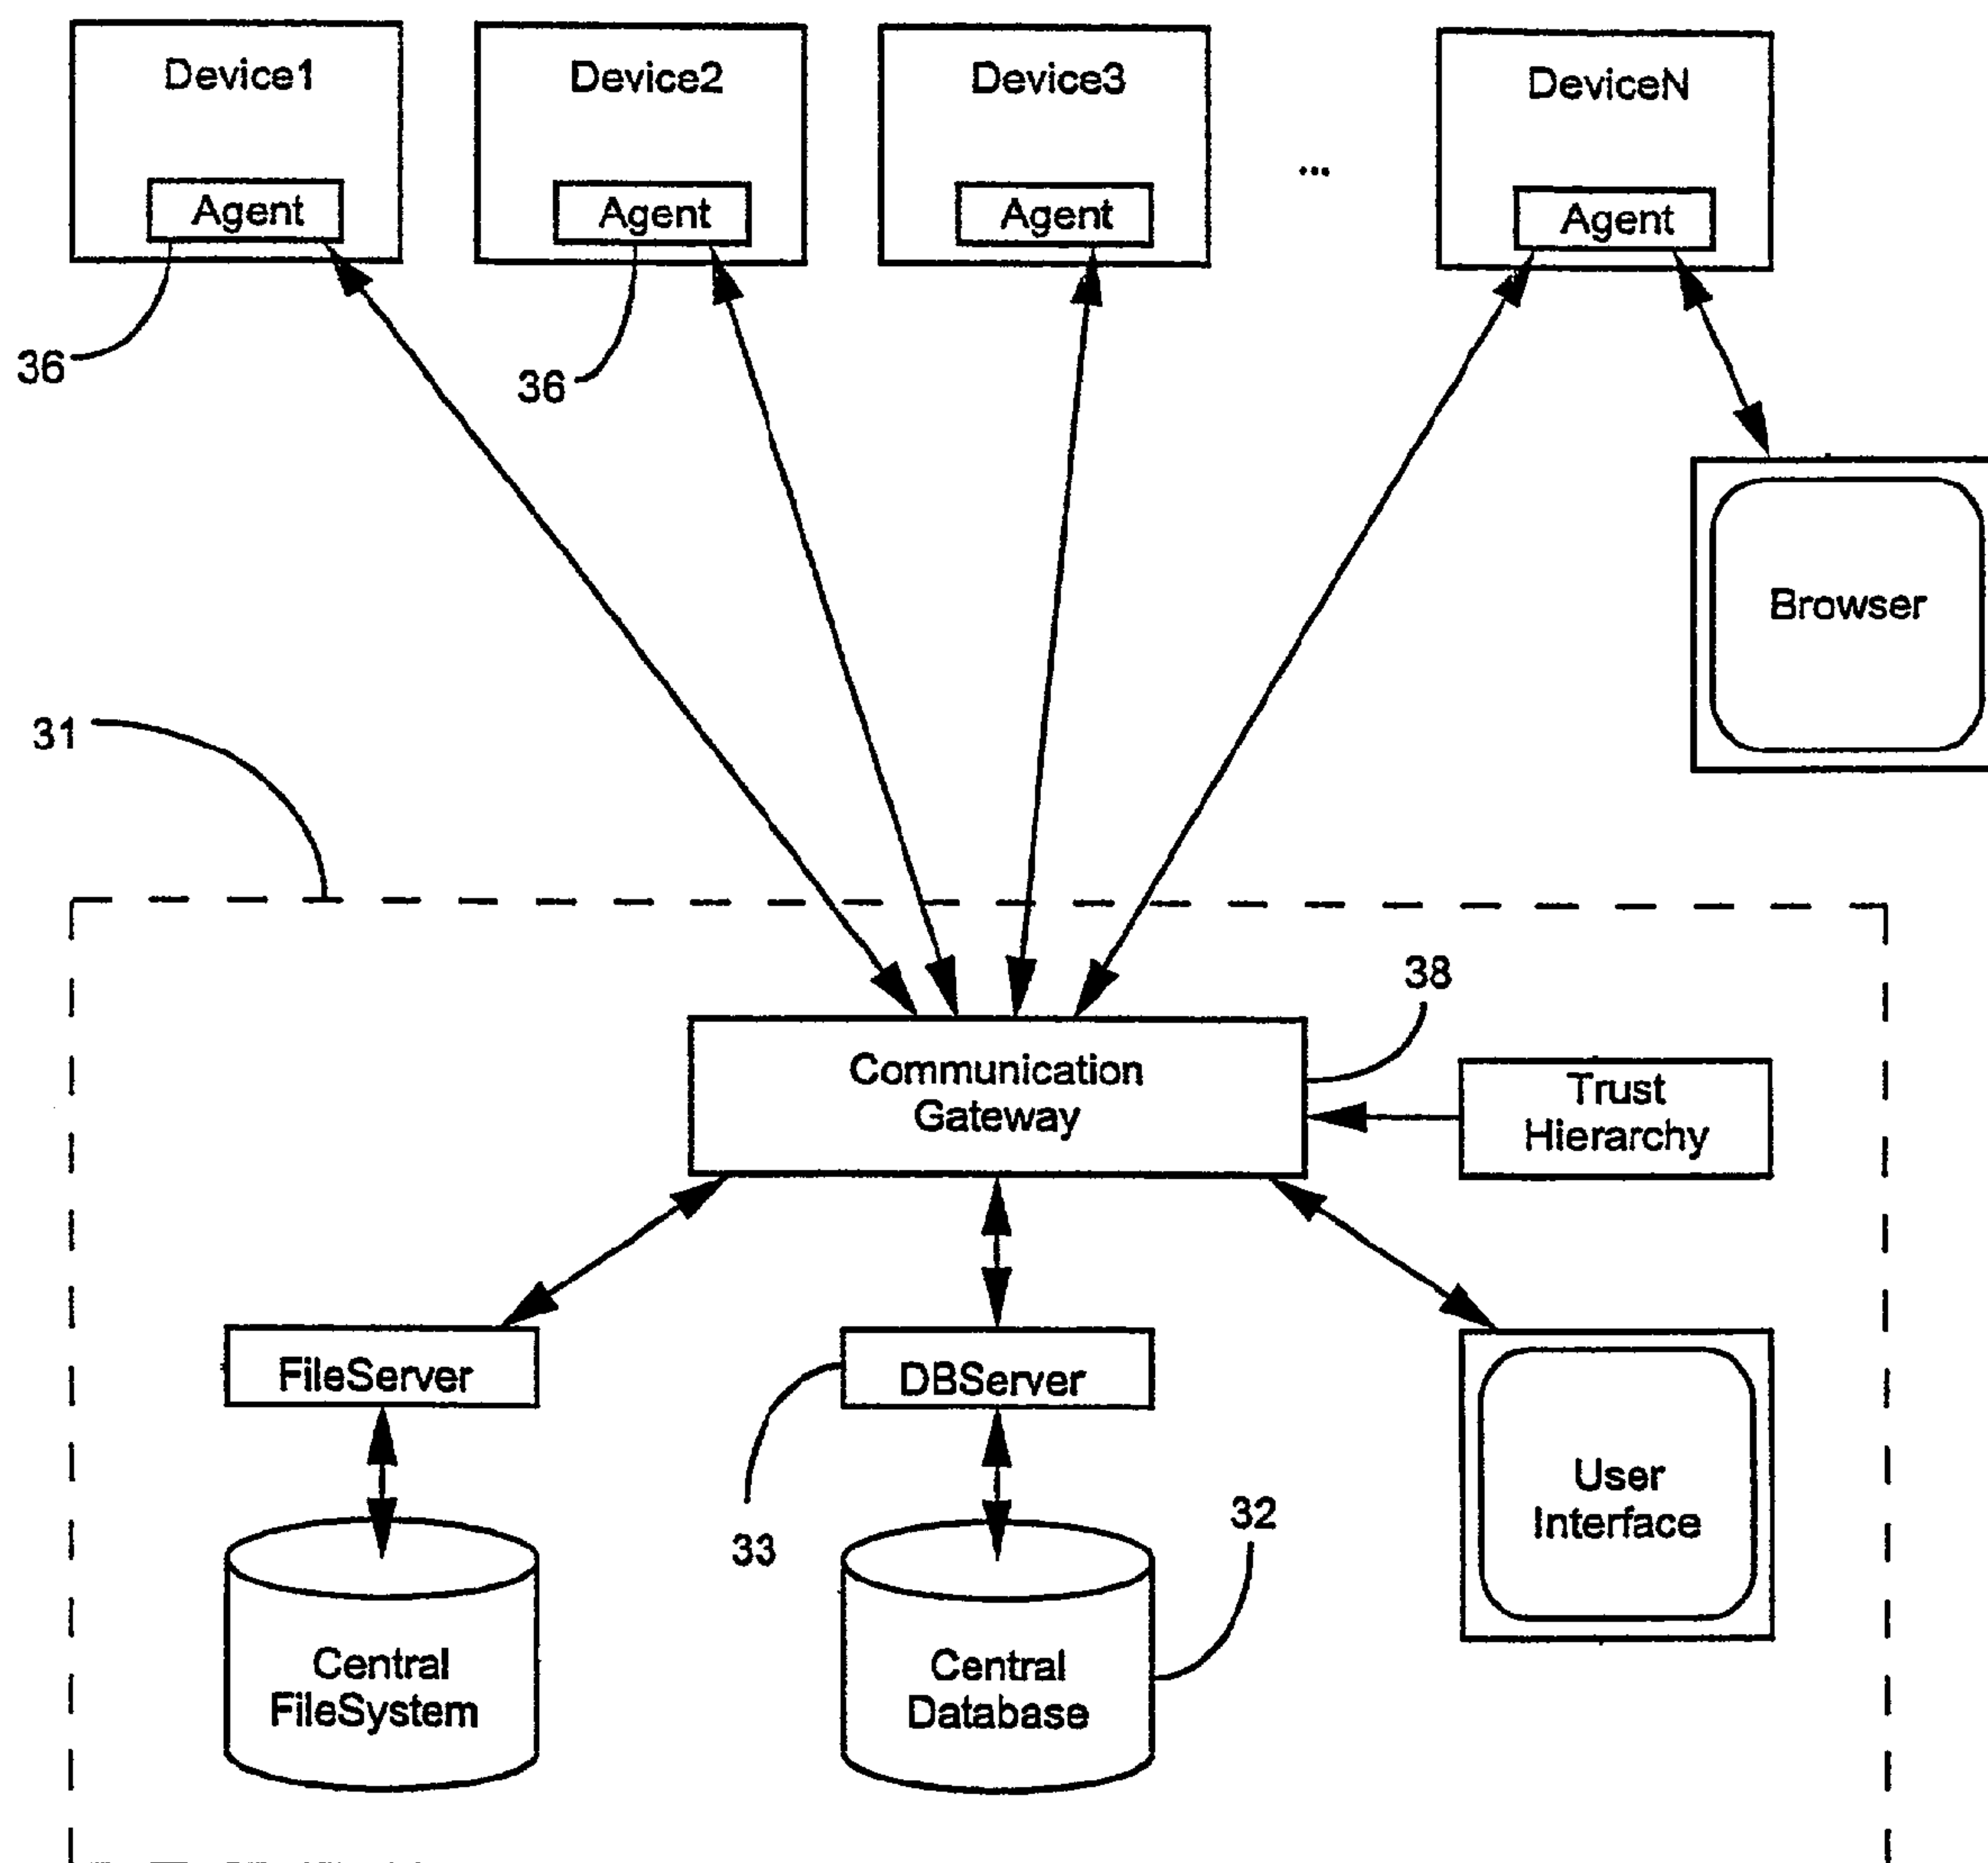 Device1
Device2
Device3
DeviceN
Agent
Agent
Agent
...
Agent
36
36
Browser
31
38
Communication
Gateway
Trust
Hierarchy
FileServer
DBServer
33
32
User
Interface
Central
FileSystem
Central
Database